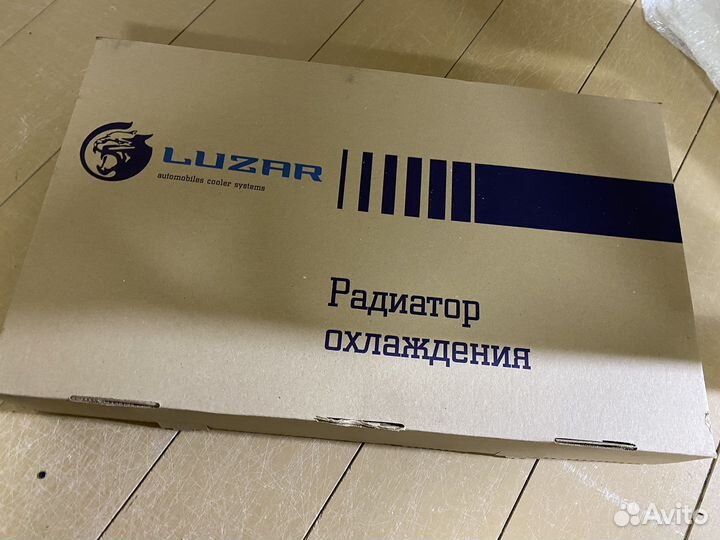 LUZAR
automobiles cooler systems
Радиатор
охлаждения
Avito